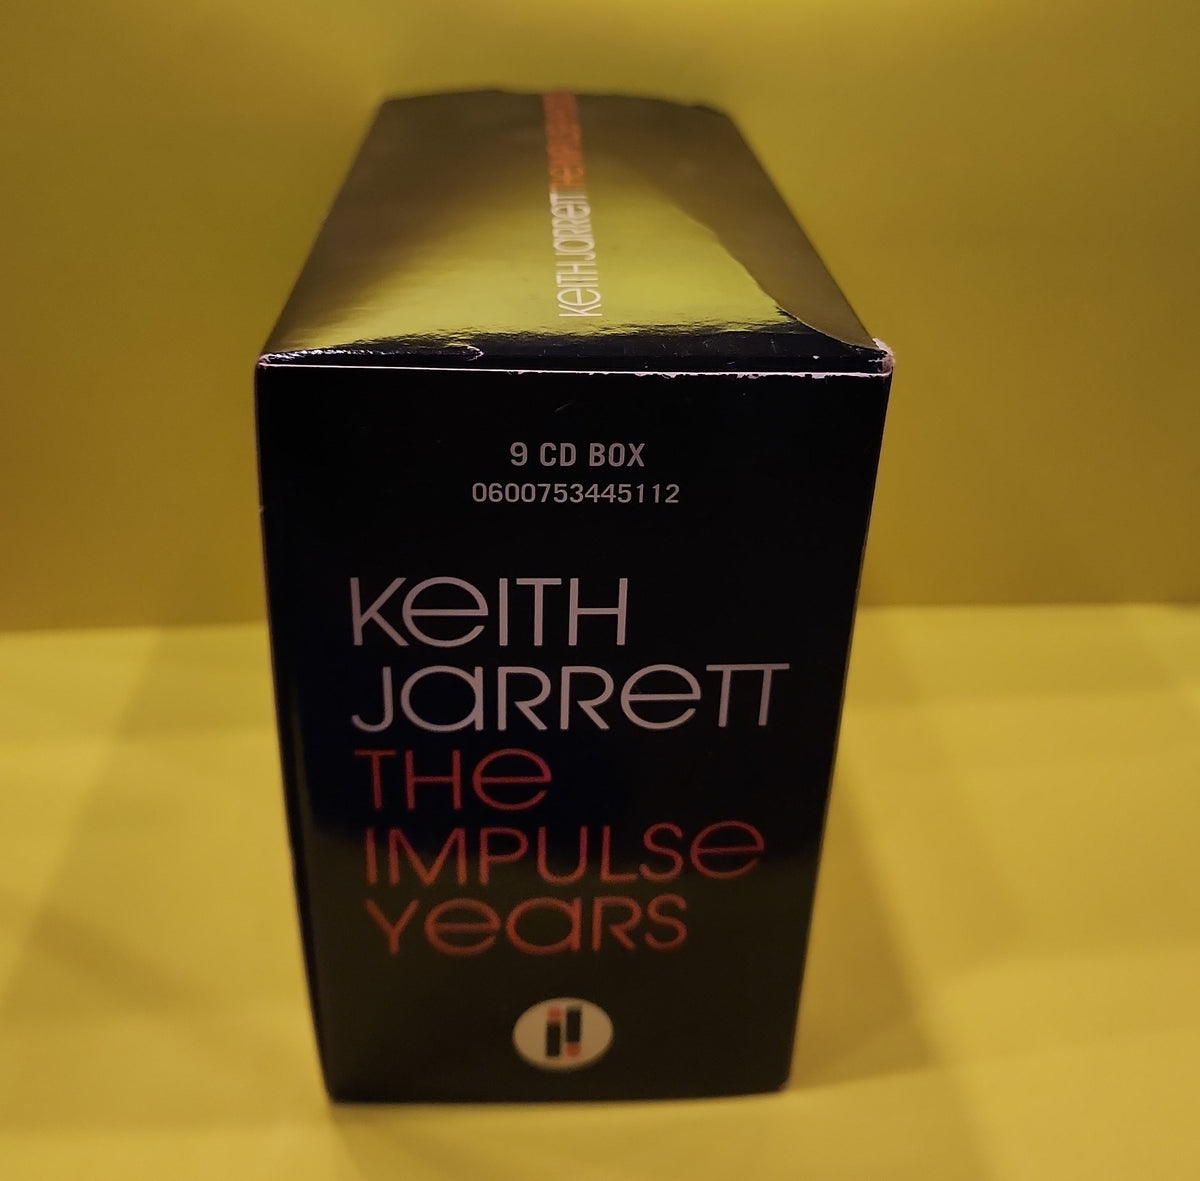 KEITH JARRETT THE IMPULSE YEARS
9 CD BOX
0600753445112
KEITH
JARRETT
THE
IMPULSE
YEARS